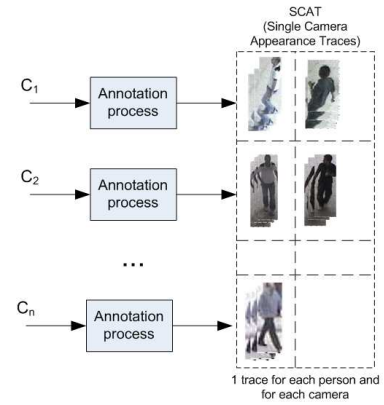 SCAT
(Single Camera
Appearance Traces)
C1
Annotation
process
C2
Annotation
process
...
Cn
Annotation
process
1 trace for each person and
for each camera